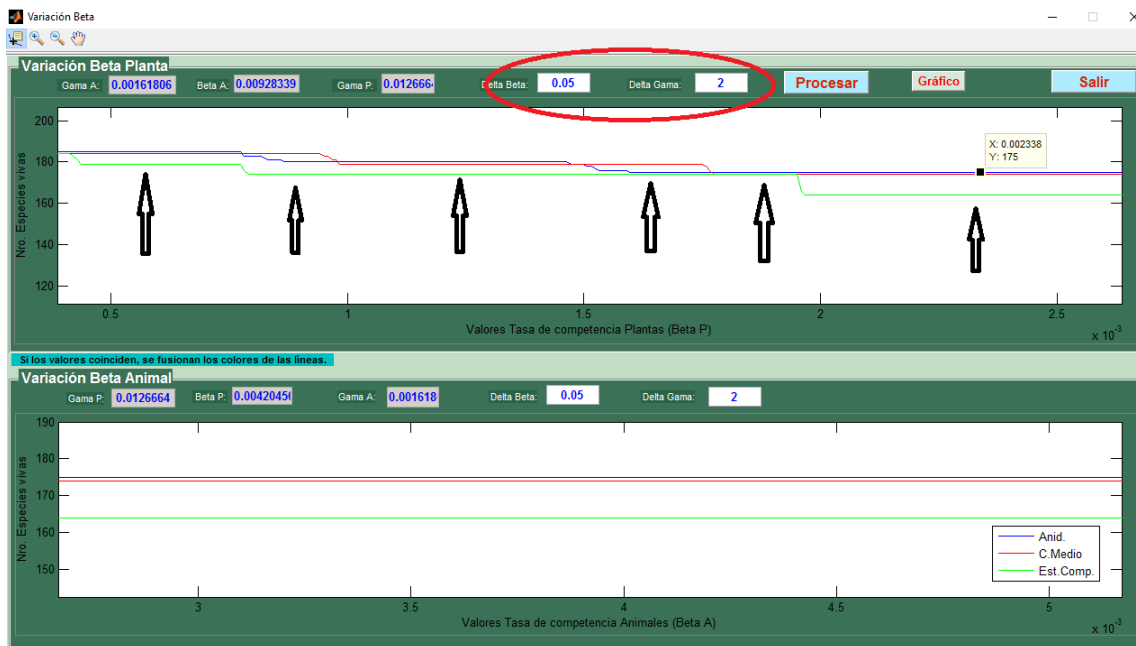 Variación Beta
Variación Beta Planta
Gama A: 0.00161806 Beta A: 0.00928339 Gama P: 0.012666 Delta Beta: 0.05 Delta Gama: 2 Procesar Gráfico Salir
200
180
160
140
120
Nro. Especies vivas
X: 0.002338
Y: 175
0.5 1 1.5 2 2.5
Valores Tasa de competencia Plantas (Beta P)
x 10-3
Si los valores coinciden, se fusionan los colores de las líneas.
Variación Beta Animal
Gama P: 0.0126664 Beta P: 0.0042045 Gama A: 0.001618 Delta Beta: 0.05 Delta Gama: 2
190
180
170
160
150
Nro. Especies vivas
Anid.
C.Medio
Est.Comp.
3 3.5 4 4.5 5
Valores Tasa de competencia Animales (Beta A)
x 10-3